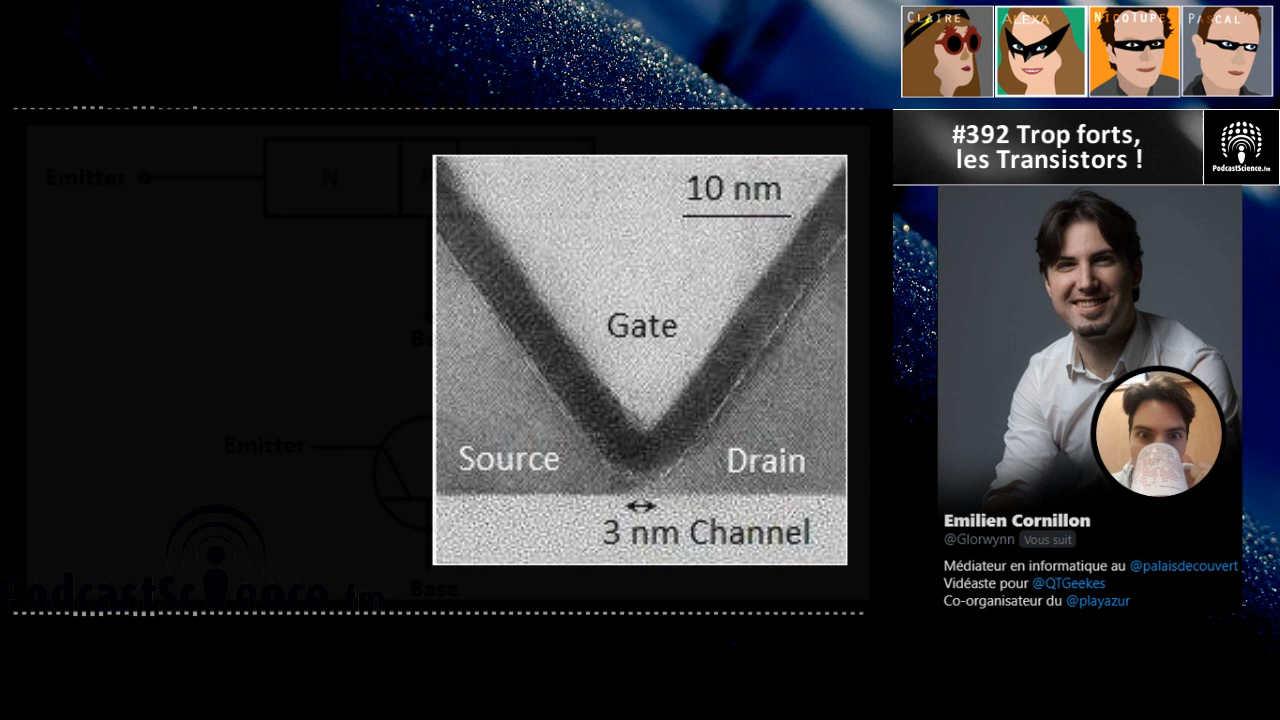 CLAIRE
ALEXA
NICOTUPE
PASCAL
#392 Trop forts,
les Transistors !
PodcastScience.fm
Emitter
N
10 nm
Gate
Source
Drain
3 nm Channel
Emitter
Base
PodcastScience.fm
Emilien Cornillon
@Glorwynn Vous suit
Médiateur en informatique au @palaisdecouvert
Vidéaste pour @QTGeekes
Co-organisateur du @playazur